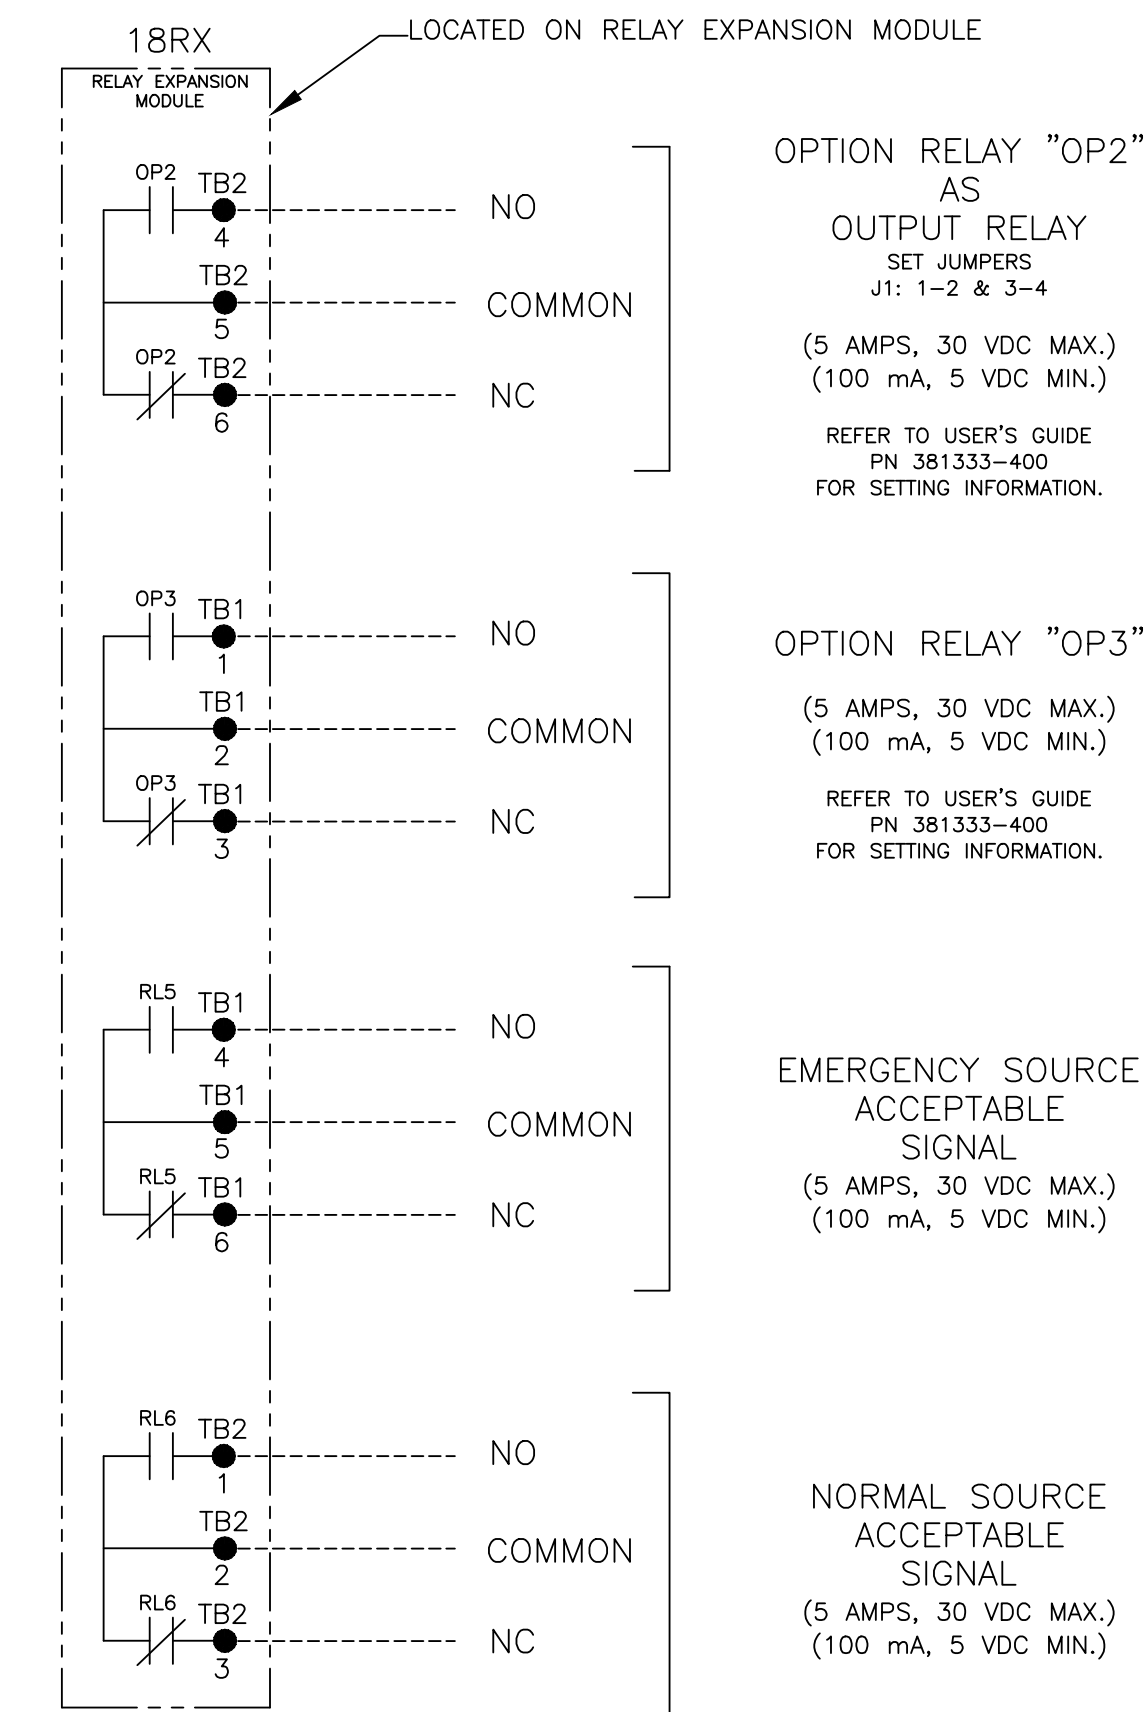 18RX
LOCATED ON RELAY EXPANSION MODULE
RELAY EXPANSION
MODULE
OP2 TB2
4
NO
TB2
5
COMMON
OP2 TB2
6
NC
OPTION RELAY ”OP2”
AS
OUTPUT RELAY
SET JUMPERS
J1: 1–2 & 3–4
(5 AMPS, 30 VDC MAX.)
(100 mA, 5 VDC MIN.)
REFER TO USER'S GUIDE
PN 381333–400
FOR SETTING INFORMATION.
OP3 TB1
1
NO
TB1
2
COMMON
OP3 TB1
3
NC
OPTION RELAY ”OP3”
(5 AMPS, 30 VDC MAX.)
(100 mA, 5 VDC MIN.)
REFER TO USER'S GUIDE
PN 381333–400
FOR SETTING INFORMATION.
RL5 TB1
4
NO
TB1
5
COMMON
RL5 TB1
6
NC
EMERGENCY SOURCE
ACCEPTABLE
SIGNAL
(5 AMPS, 30 VDC MAX.)
(100 mA, 5 VDC MIN.)
RL6 TB2
1
NO
TB2
2
COMMON
RL6 TB2
3
NC
NORMAL SOURCE
ACCEPTABLE
SIGNAL
(5 AMPS, 30 VDC MAX.)
(100 mA, 5 VDC MIN.)